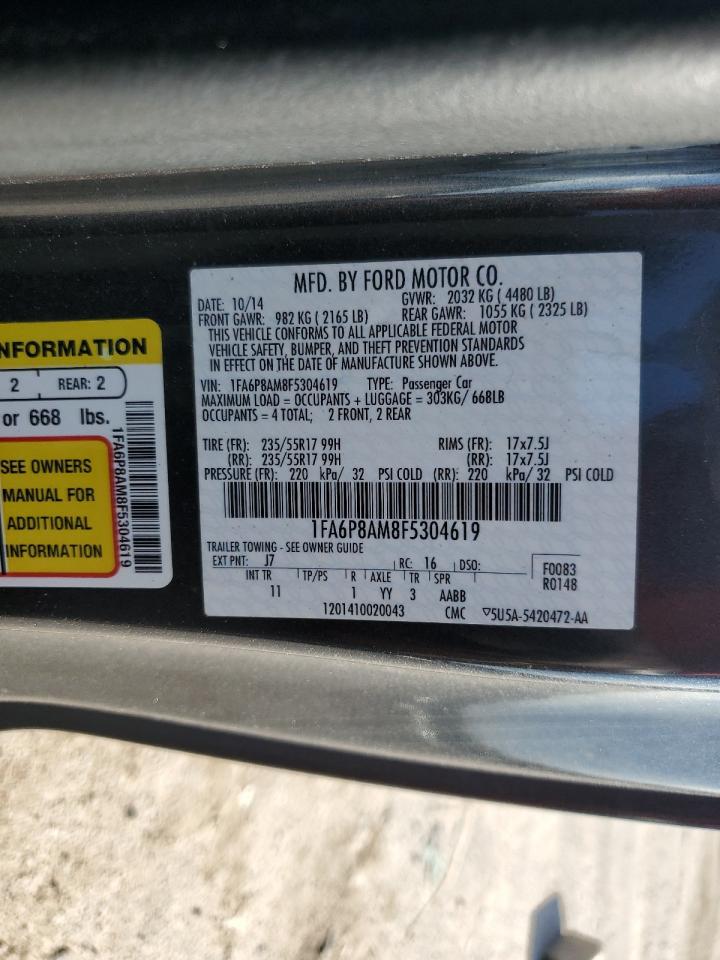 MFD. BY FORD MOTOR CO.
DATE: 10/14 GVWR: 2032 KG ( 4480 LB)
FRONT GAWR: 982 KG ( 2165 LB) REAR GAWR: 1055 KG ( 2325 LB)
THIS VEHICLE CONFORMS TO ALL APPLICABLE FEDERAL MOTOR
VEHICLE SAFETY, BUMPER, AND THEFT PREVENTION STANDARDS
IN EFFECT ON THE DATE OF MANUFACTURE SHOWN ABOVE.
VIN: 1FA6P8AM8F5304619 TYPE: Passenger Car
MAXIMUM LOAD = OCCUPANTS + LUGGAGE = 303KG/ 668LB
OCCUPANTS = 4 TOTAL; 2 FRONT, 2 REAR
TIRE (FR): 235/55R17 99H RIMS (FR): 17x7.5J
(RR): 235/55R17 99H (RR): 17x7.5J
PRESSURE (FR): 220 kPa/ 32 PSI COLD (RR): 220 kPa/ 32 PSI COLD
1FA6P8AM8F5304619
TRAILER TOWING - SEE OWNER GUIDE
EXT PNT: J7 RC: 16 DSO: F0083
R0148
INT TR TP/PS R AXLE TR SPR
11 1 YY 3 AABB
1201410020043 CMC ▽5U5A-5420472-AA
NFORMATION
2 REAR: 2
or 668 lbs.
SEE OWNERS
MANUAL FOR
ADDITIONAL
INFORMATION
1FA6P8AM8F5304619